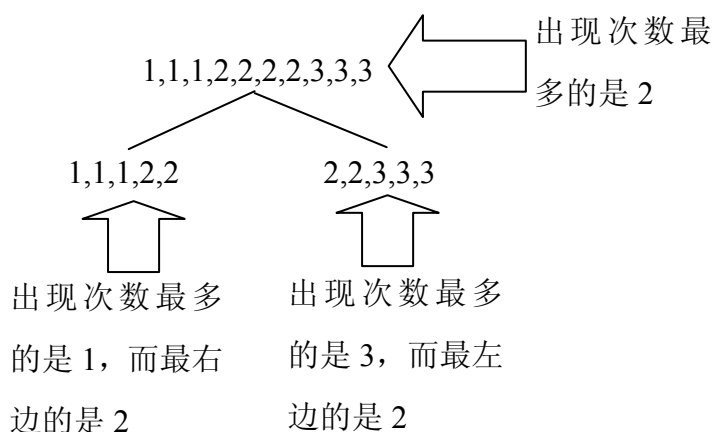 出现次数最
多的是 2
1,1,1,2,2,2,2,3,3,3
1,1,1,2,2
2,2,3,3,3
出现次数最多
的是 1，而最右
边的是 2
出现次数最多
的是 3，而最左
边的是 2